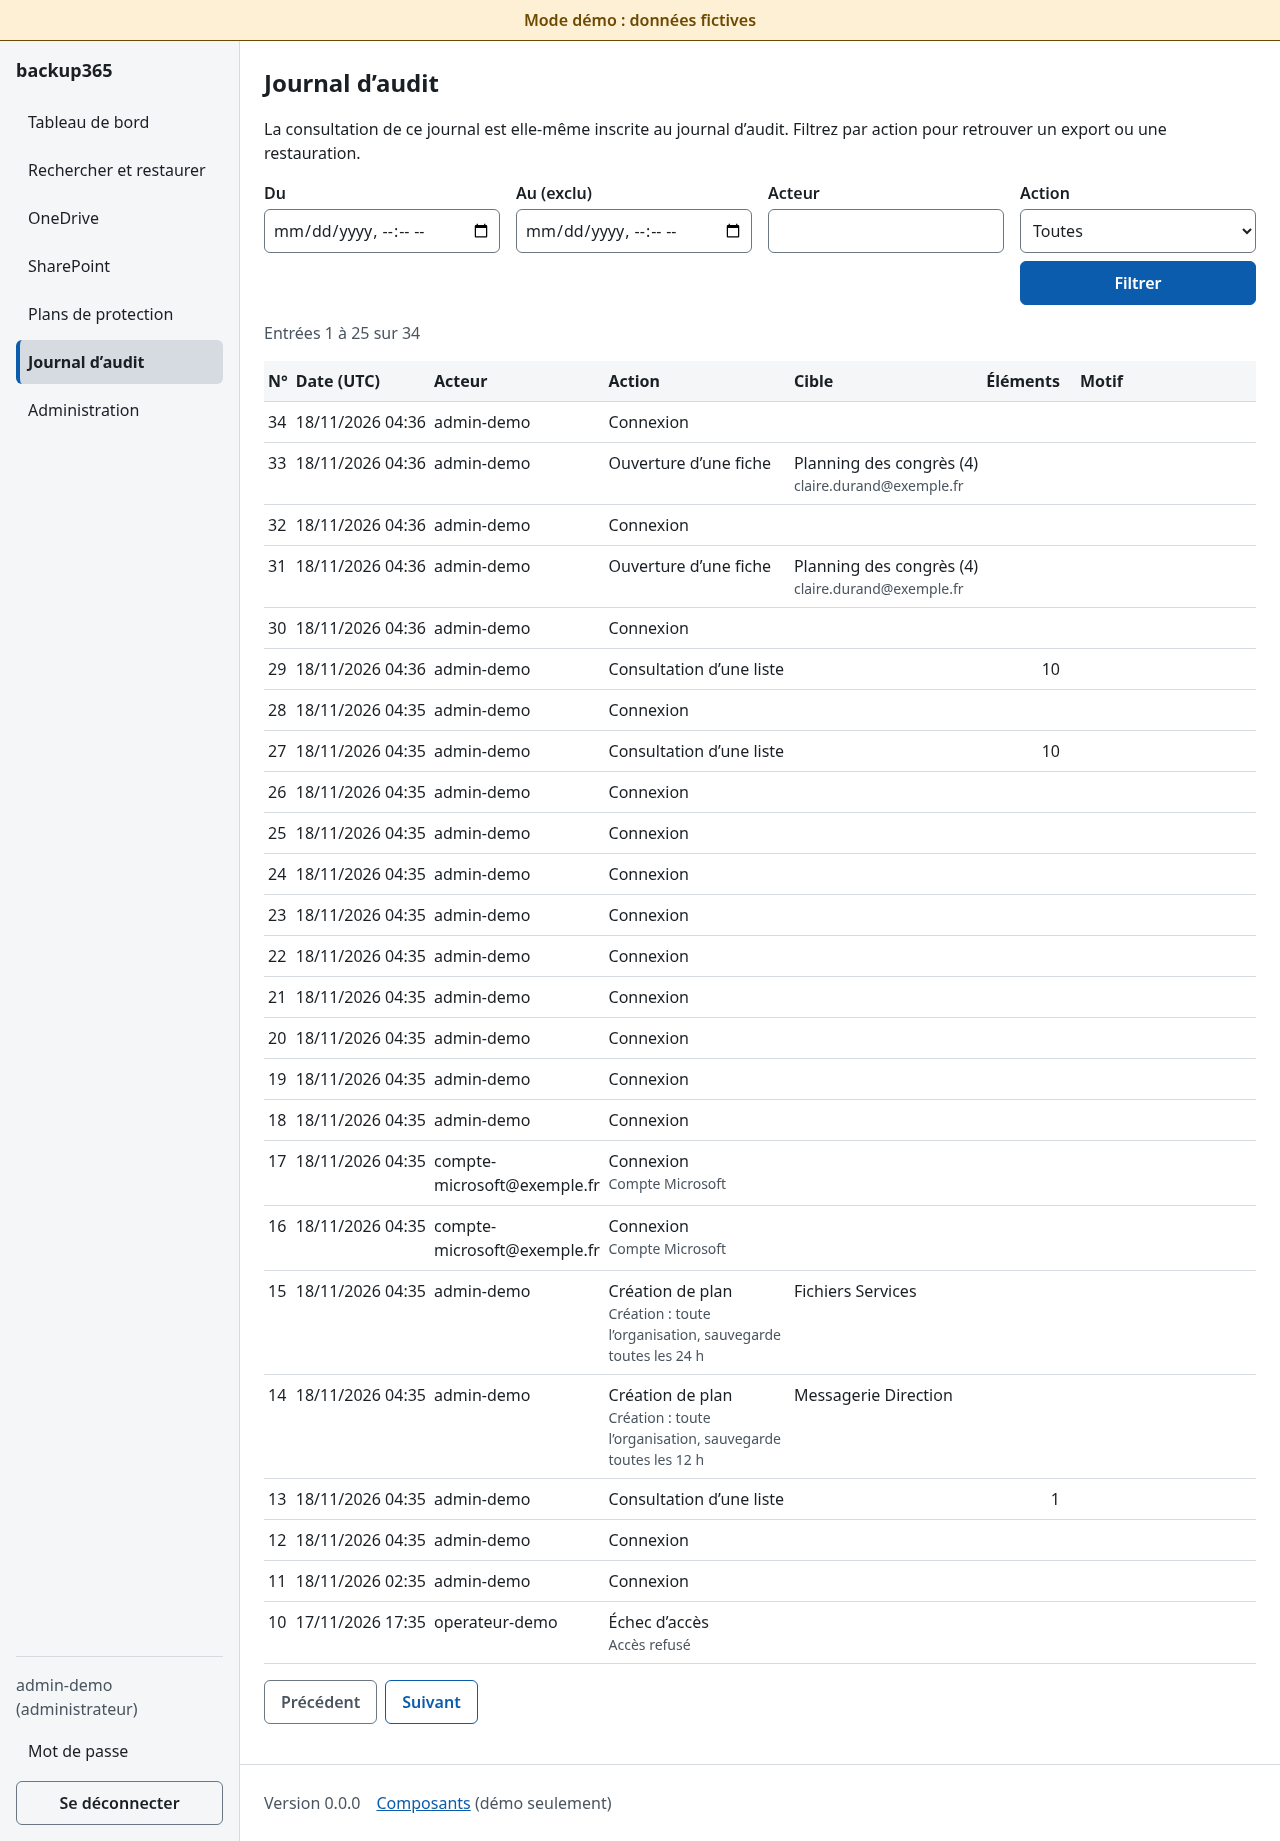 Mode démo : données fictives
backup365
Tableau de bord
Rechercher et restaurer
OneDrive
SharePoint
Plans de protection
Journal d’audit
Administration
admin-demo
(administrateur)
Mot de passe
Se déconnecter
Journal d’audit
La consultation de ce journal est elle-même inscrite au journal d’audit. Filtrez par action pour retrouver un export ou une
restauration.
Du Au (exclu) Acteur Action
mm/dd/yyyy, --:-- -- mm/dd/yyyy, --:-- -- Toutes
Filtrer
Entrées 1 à 25 sur 34
Nº Date (UTC) Acteur Action Cible Éléments Motif
34 18/11/2026 04:36 admin-demo Connexion
33 18/11/2026 04:36 admin-demo Ouverture d’une fiche Planning des congrès (4)
claire.durand@exemple.fr
32 18/11/2026 04:36 admin-demo Connexion
31 18/11/2026 04:36 admin-demo Ouverture d’une fiche Planning des congrès (4)
claire.durand@exemple.fr
30 18/11/2026 04:36 admin-demo Connexion
29 18/11/2026 04:36 admin-demo Consultation d’une liste 10
28 18/11/2026 04:35 admin-demo Connexion
27 18/11/2026 04:35 admin-demo Consultation d’une liste 10
26 18/11/2026 04:35 admin-demo Connexion
25 18/11/2026 04:35 admin-demo Connexion
24 18/11/2026 04:35 admin-demo Connexion
23 18/11/2026 04:35 admin-demo Connexion
22 18/11/2026 04:35 admin-demo Connexion
21 18/11/2026 04:35 admin-demo Connexion
20 18/11/2026 04:35 admin-demo Connexion
19 18/11/2026 04:35 admin-demo Connexion
18 18/11/2026 04:35 admin-demo Connexion
17 18/11/2026 04:35 compte- Connexion
microsoft@exemple.fr Compte Microsoft
16 18/11/2026 04:35 compte- Connexion
microsoft@exemple.fr Compte Microsoft
15 18/11/2026 04:35 admin-demo Création de plan Fichiers Services
Création : toute
l’organisation, sauvegarde
toutes les 24 h
14 18/11/2026 04:35 admin-demo Création de plan Messagerie Direction
Création : toute
l’organisation, sauvegarde
toutes les 12 h
13 18/11/2026 04:35 admin-demo Consultation d’une liste 1
12 18/11/2026 04:35 admin-demo Connexion
11 18/11/2026 02:35 admin-demo Connexion
10 17/11/2026 17:35 operateur-demo Échec d’accès
Accès refusé
Précédent Suivant
Version 0.0.0 Composants (démo seulement)